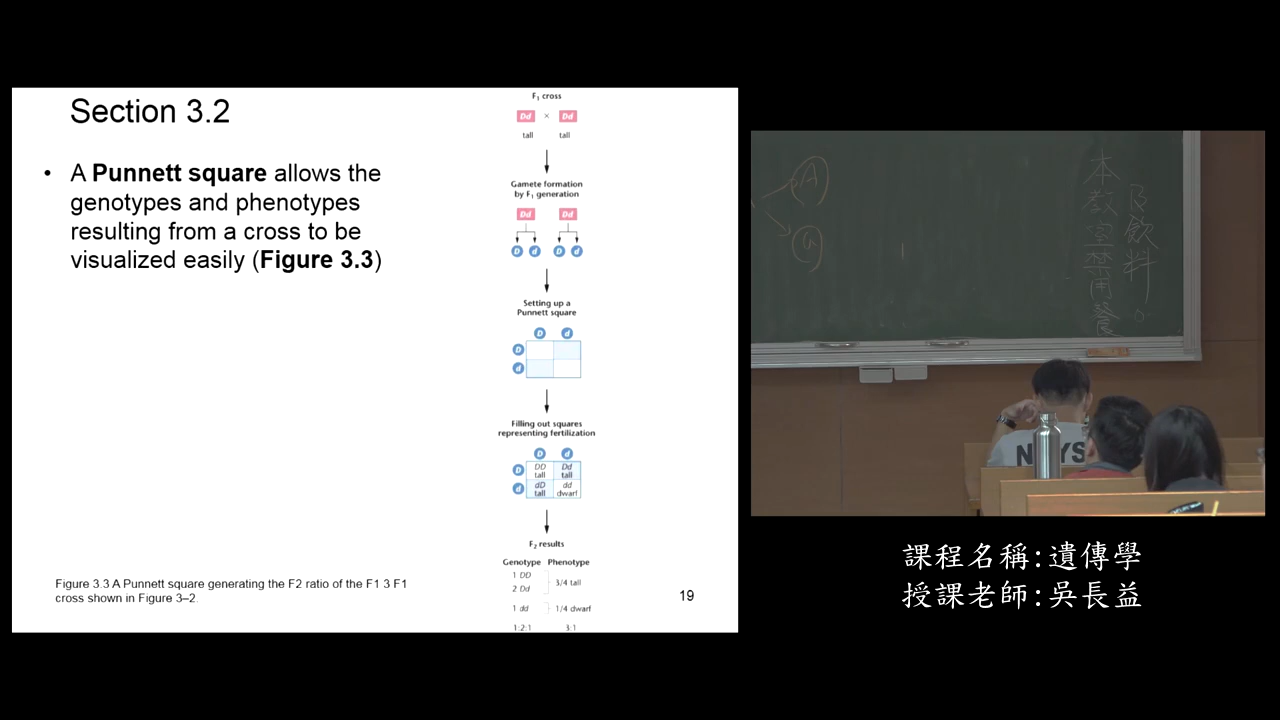 Section 3.2
• A Punnett square allows the
genotypes and phenotypes
resulting from a cross to be
visualized easily (Figure 3.3)
Figure 3.3 A Punnett square generating the F2 ratio of the F1 3 F1
cross shown in Figure 3–2.
F1 cross
Dd × Dd
tall tall
Gamete formation
by F1 generation
Dd Dd
D d D d
Setting up a
Punnett square
D d
D
d
Filling out squares
representing fertilization
D d
D DD Dd
tall tall
d dD dd
tall dwarf
F2 results
Genotype Phenotype
1 DD
3/4 tall
2 Dd
1 dd 1/4 dwarf
1:2:1 3:1
19
A
a
本教室禁用餐
及飲料。
N YS
課程名稱:遺傳學
授課老師:吳長益